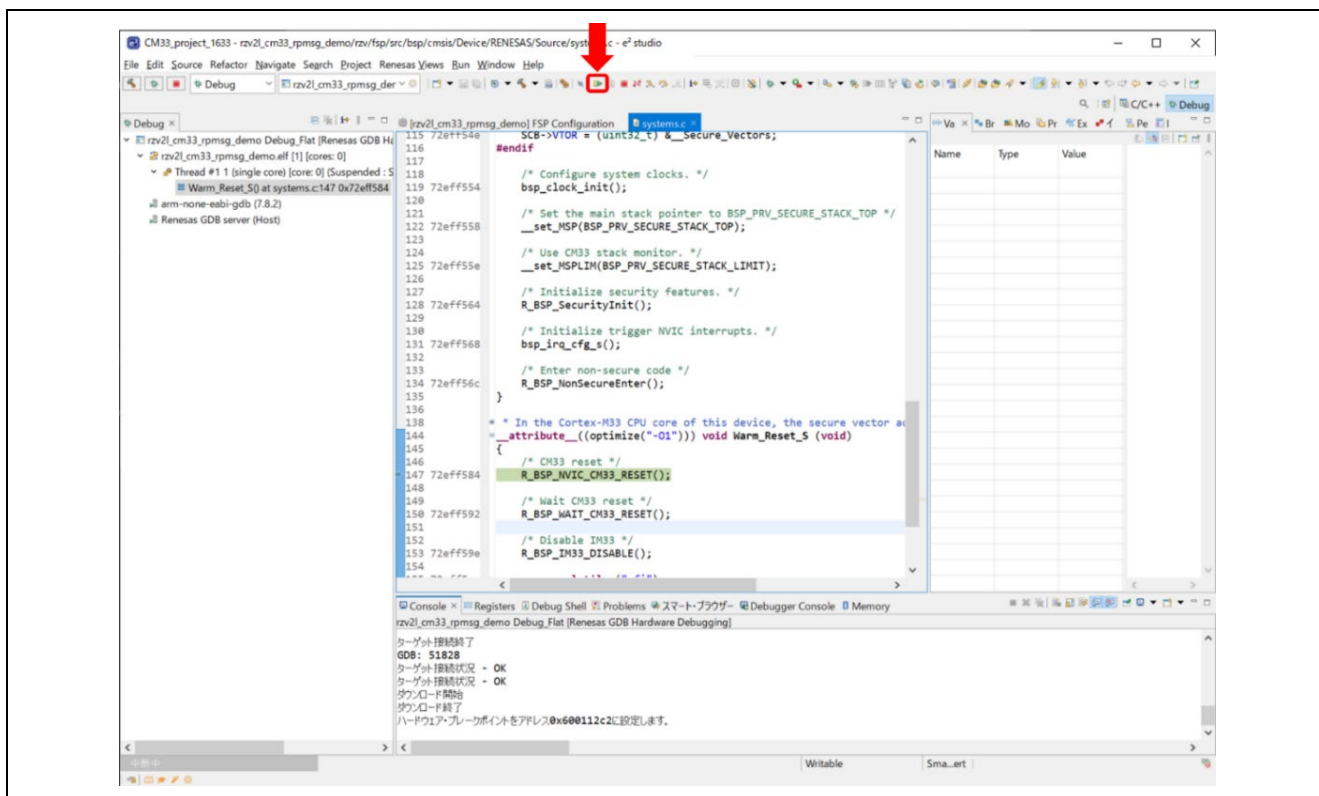 CM33_project_1633 - rzv2l_cm33_rpmsg_demo/rzv/fsp/src/bsp/cmsis/Device/RENESAS/Source/systems.c - e² studio
File Edit Source Refactor Navigate Search Project Renesas Views Run Window Help
Debug rzv2l_cm33_rpmsg_der
C/C++ Debug
Debug
[rzv2l_cm33_rpmsg_demo] FSP Configuration systems.c
Va Br Mo Pr Ex イ Pe I
rzv2l_cm33_rpmsg_demo Debug_Flat [Renesas GDB Ha
rzv2l_cm33_rpmsg_demo.elf [1] [cores: 0]
Thread #1 1 (single core) [core: 0] (Suspended : S
Warm_Reset_S() at systems.c:147 0x72eff584
arm-none-eabi-gdb (7.8.2)
Renesas GDB server (Host)
115 72eff54e SCB->VTOR = (uint32_t) &__Secure_Vectors;
116 #endif
117
118 /* Configure system clocks. */
119 72eff554 bsp_clock_init();
120
121 /* Set the main stack pointer to BSP_PRV_SECURE_STACK_TOP */
122 72eff558 __set_MSP(BSP_PRV_SECURE_STACK_TOP);
123
124 /* Use CM33 stack monitor. */
125 72eff55e __set_MSPLIM(BSP_PRV_SECURE_STACK_LIMIT);
126
127 /* Initialize security features. */
128 72eff564 R_BSP_SecurityInit();
129
130 /* Initialize trigger NVIC interrupts. */
131 72eff568 bsp_irq_cfg_s();
132
133 /* Enter non-secure code */
134 72eff56c R_BSP_NonSecureEnter();
135 }
136
138 * In the Cortex-M33 CPU core of this device, the secure vector a
144 __attribute__((optimize("-O1"))) void Warm_Reset_S (void)
145 {
146 /* CM33 reset */
147 72eff584 R_BSP_NVIC_CM33_RESET();
148
149 /* Wait CM33 reset */
150 72eff592 R_BSP_WAIT_CM33_RESET();
151
152 /* Disable IM33 */
153 72eff59e R_BSP_IM33_DISABLE();
154
Name Type Value
Console Registers Debug Shell Problems スマート・ブラウザー Debugger Console Memory
rzv2l_cm33_rpmsg_demo Debug_Flat [Renesas GDB Hardware Debugging]
ターゲット接続終了
GDB: 51828
ターゲット接続状況 - OK
ターゲット接続状況 - OK
ダウンロード開始
ダウンロード終了
ハードウェア・ブレークポイントをアドレス0x600112c2に設定します。
中断中
Writable Sma...ert